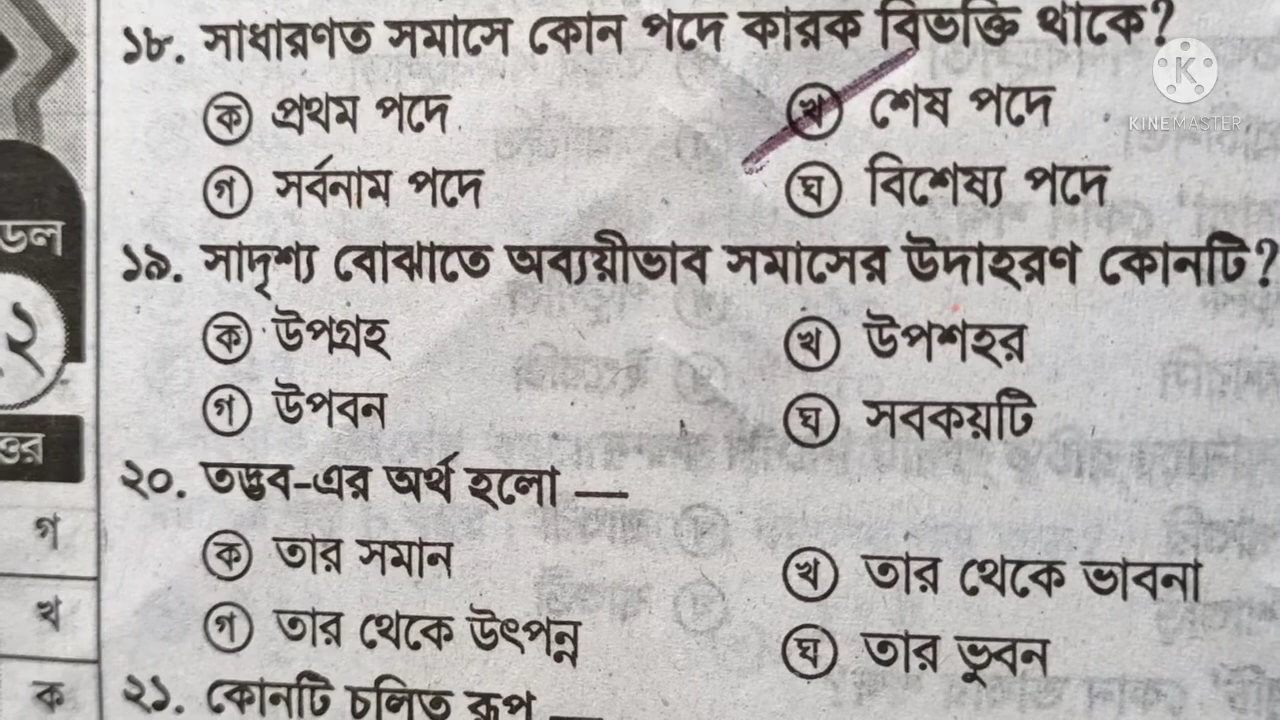 ১৮. সাধারণত সমাসে কোন পদে কারক বিভক্তি থাকে?
ক প্রথম পদে খ শেষ পদে
গ সর্বনাম পদে ঘ বিশেষ্য পদে
KINEMASTER
ডল
১৯. সাদৃশ্য বোঝাতে অব্যয়ীভাব সমাসের উদাহরণ কোনটি?
২
ক উপগ্রহ খ উপশহর
গ উপবন ঘ সবকয়টি
ত্তর
২০. তদ্ভব-এর অর্থ হলো —
গ
ক তার সমান খ তার থেকে ভাবনা
খ
গ তার থেকে উৎপন্ন ঘ তার ভুবন
ক
২১. কোনটি চলিত রূপ —